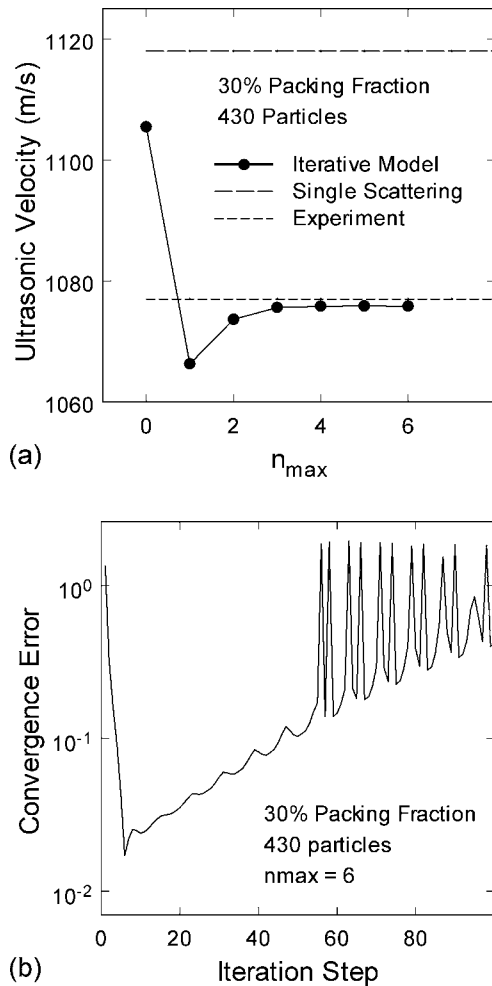 1120
1100
1080
1060
Ultrasonic Velocity (m/s)
30% Packing Fraction
430 Particles
Iterative Model
Single Scattering
Experiment
0 2 4 6
n_max
(a)
10^0
10^-1
10^-2
Convergence Error
30% Packing Fraction
430 particles
nmax = 6
0 20 40 60 80
Iteration Step
(b)